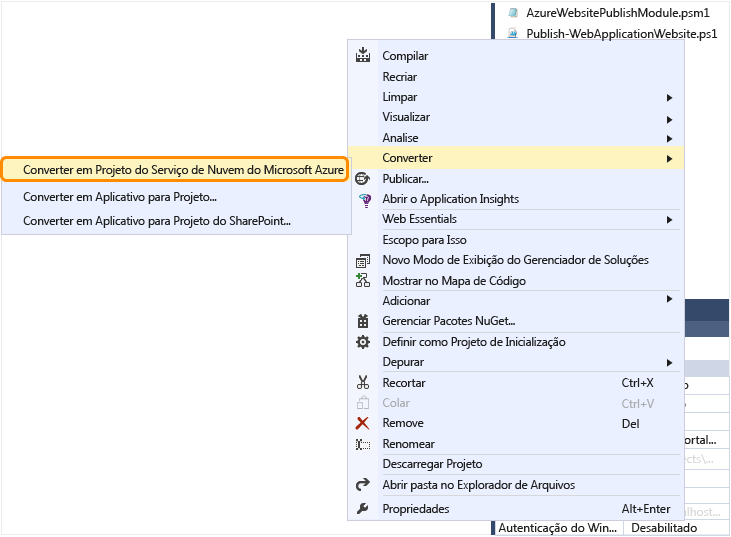 AzureWebsitePublishModule.psm1
Publish-WebApplicationWebsite.ps1
Compilar
Recriar
Limpar
Visualizar
Analise
Converter
Converter em Projeto do Serviço de Nuvem do Microsoft Azure
Converter em Aplicativo para Projeto...
Converter em Aplicativo para Projeto do SharePoint...
Publicar...
Abrir o Application Insights
Web Essentials
Escopo para Isso
Novo Modo de Exibição do Gerenciador de Soluções
Mostrar no Mapa de Código
Adicionar
Gerenciar Pacotes NuGet...
Definir como Projeto de Inicialização
Depurar
Recortar Ctrl+X
Colar Ctrl+V
Remove Del
Renomear
Descarregar Projeto
Abrir pasta no Explorador de Arquivos
Propriedades Alt+Enter
ortal...
ects\...
lhost...
Autenticação do Win... Desabilitado